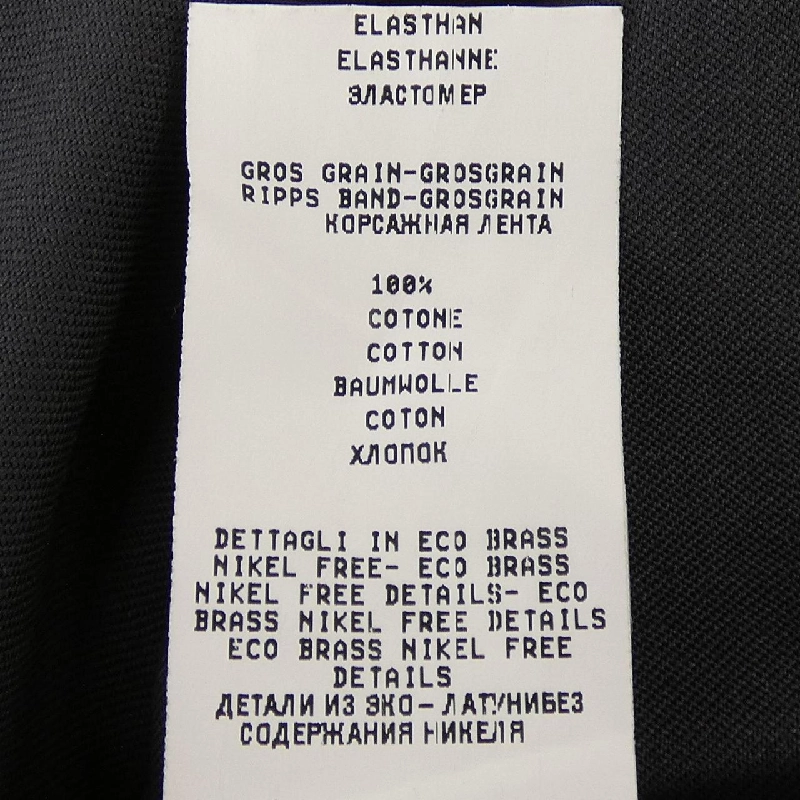 ELASTHAN
ELASTHANNE
ЭЛАСТОМЕР
GROS GRAIN-GROSGRAIN
RIPPS BAND-GROSGRAIN
КОРСАЖНАЯ ЛЕНТА
100%
COTONE
COTTON
BAUMWOLLE
COTON
ХЛОПОК
DETTAGLI IN ECO BRASS
NIKEL FREE- ECO BRASS
NIKEL FREE DETAILS- ECO
BRASS NIKEL FREE DETAILS
ECO BRASS NIKEL FREE
DETAILS
ДЕТАЛИ ИЗ ЭКО-ЛАТУНИБЕЗ
СОДЕРЖАНИЯ НИКЕЛЯ